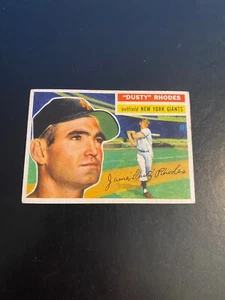 "DUSTY" RHODES
outfield NEW YORK GIANTS
James "Dusty" Rhodes